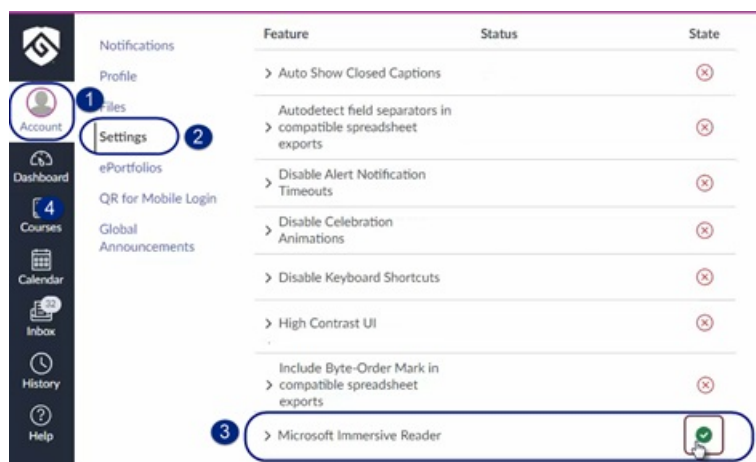 Account
Dashboard
4
Courses
Calendar
32
Inbox
History
Help
Notifications
Profile
1
Files
Settings
2
ePortfolios
QR for Mobile Login
Global
Announcements
Feature Status State
Auto Show Closed Captions
Autodetect field separators in
compatible spreadsheet
exports
Disable Alert Notification
Timeouts
Disable Celebration
Animations
Disable Keyboard Shortcuts
High Contrast UI
Include Byte-Order Mark in
compatible spreadsheet
exports
3
Microsoft Immersive Reader